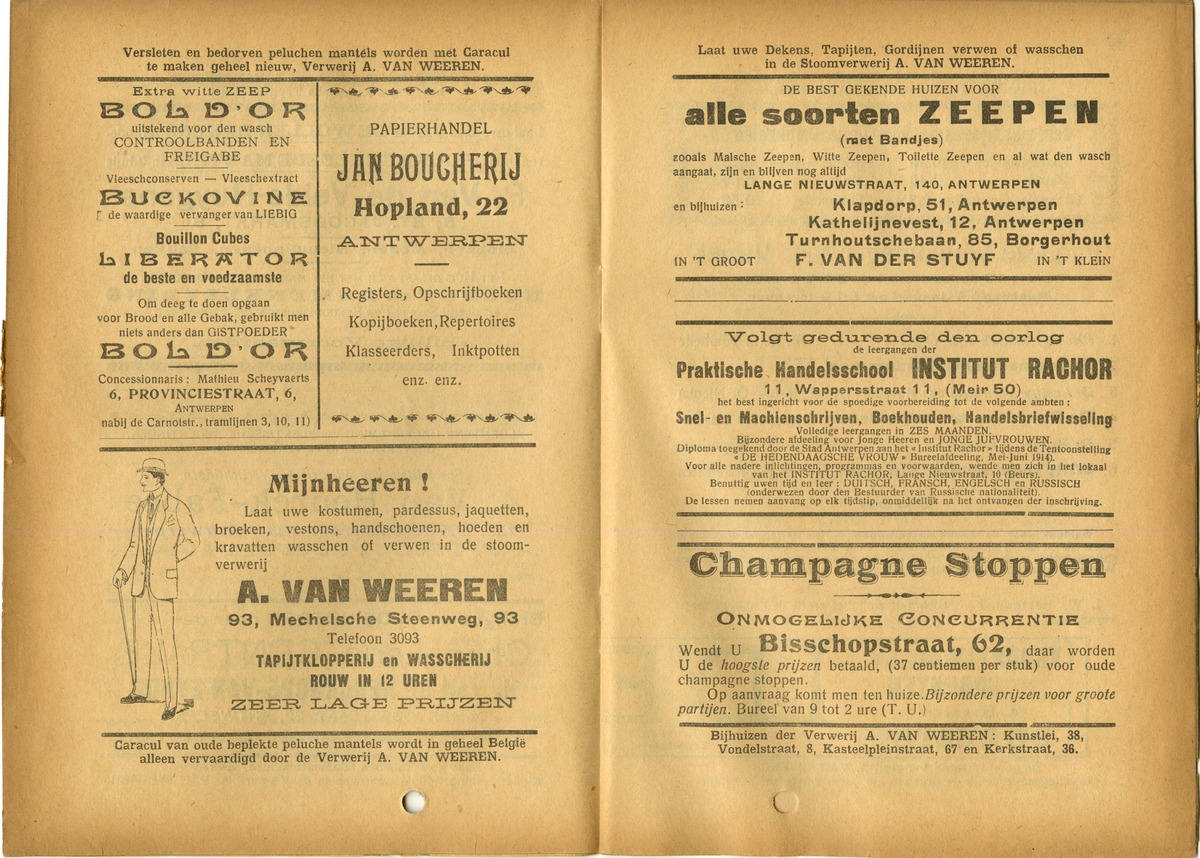 Versleten en bedorven peluchen mantels worden met Caracul
te maken geheel nieuw, Verwerij A. VAN WEEREN.
Extra witte ZEEP
BOL D'OR
uitstekend voor den wasch
CONTROOLBANDEN EN
FREIGABE
Vleeschconserven — Vleeschextract
BUCKOVINE
de waardige vervanger van LIEBIG
Bouillon Cubes
LIBERATOR
de beste en voedzaamste
Om deeg te doen opgaan
voor Brood en alle Gebak, gebruikt men
niets anders dan GISTPOEDER
BOL D'OR
Concessionnaris : Mathieu Scheyvaerts
6, PROVINCIESTRAAT, 6,
ANTWERPEN
nabij de Carnotstr., tramlijnen 3, 10, 11)
PAPIERHANDEL
JAN BOUCHERIJ
Hopland, 22
ANTWERPEN
Registers, Opschrijfboeken
Kopijboeken, Repertoires
Klasseerders, Inktpotten
enz. enz.
Mijnheeren !
Laat uwe kostumen, pardessus, jaquetten,
broeken, vestons, handschoenen, hoeden en
kravatten wasschen of verwen in de stoom-
verwerij
A. VAN WEEREN
93, Mechelsche Steenweg, 93
Telefoon 3093
TAPIJTKLOPPERIJ en WASSCHERIJ
ROUW IN 12 UREN
ZEER LAGE PRIJZEN
Caracul van oude beplekte peluche mantels wordt in geheel België
alleen vervaardigd door de Verwerij A. VAN WEEREN.
Laat uwe Dekens, Tapijten, Gordijnen verwen of wasschen
in de Stoomverwerij A. VAN WEEREN.
DE BEST GEKENDE HUIZEN VOOR
alle soorten ZEEPEN
(met Bandjes)
zooals Malsche Zeepen, Witte Zeepen, Toilette Zeepen en al wat den wasch
aangaat, zijn en blijven nog altijd
LANGE NIEUWSTRAAT, 140, ANTWERPEN
en bijhuizen : Klapdorp, 51, Antwerpen
Kathelijnevest, 12, Antwerpen
Turnhoutschebaan, 85, Borgerhout
IN 'T GROOT F. VAN DER STUYF IN 'T KLEIN
Volgt gedurende den oorlog
de leergangen der
Praktische Handelsschool INSTITUT RACHOR
11, Wappersstraat 11, (Meir 50)
het best ingericht voor de spoedige voorbereiding tot de volgende ambten :
Snel- en Machienschrijven, Boekhouden, Handelsbriefwisseling
Volledige leergangen in ZES MAANDEN.
Bijzondere afdeeling voor Jonge Heeren en JONGE JUFVROUWEN.
Diploma toegekend door de Stad Antwerpen aan het « Institut Rachor » tijdens de Tentoonstelling
« DE HEDENDAAGSCHE VROUW » Bureelafdeeling, Mei-Juni 1914).
Voor alle nadere inlichtingen, programmas en voorwaarden, wende men zich in het lokaal
van het INSTITUT RACHOR, Lange Nieuwstraat, 10 (Beurs).
Benuttig uwen tijd en leer : DUITSCH, FRANSCH, ENGELSCH en RUSSISCH
(onderwezen door den Bestuurder van Russische nationaliteit).
De lessen nemen aanvang op elk tijdstip, onmiddelijk na het ontvangen der inschrijving.
Champagne Stoppen
ONMOGELIJKE CONCURRENTIE
Wendt U Bisschopstraat, 62, daar worden
U de hoogste prijzen betaald, (37 centiemen per stuk) voor oude
champagne stoppen.
Op aanvraag komt men ten huize. Bijzondere prijzen voor groote
partijen. Bureel van 9 tot 2 ure (T. U.)
Bijhuizen der Verwerij A. VAN WEEREN : Kunstlei, 38,
Vondelstraat, 8, Kasteelpleinstraat, 67 en Kerkstraat, 36.